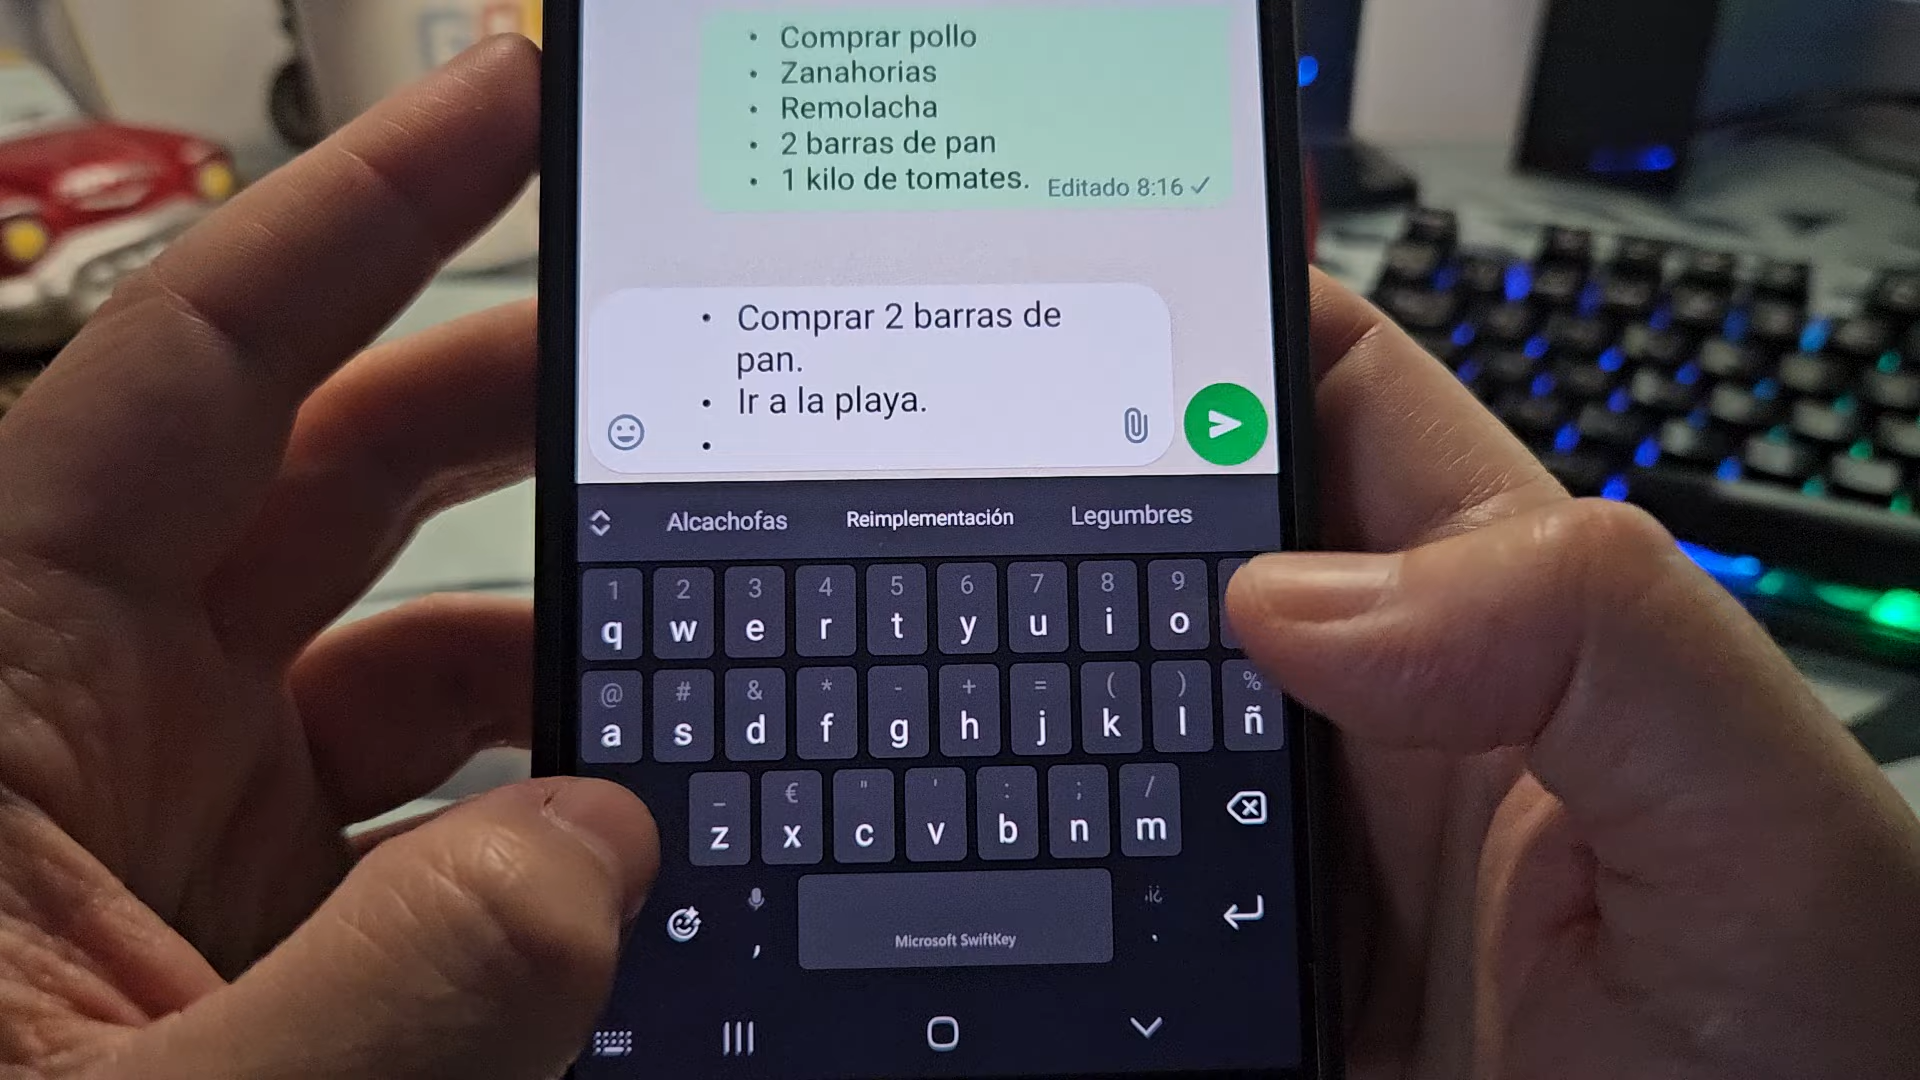 • Comprar pollo
• Zanahorias
• Remolacha
• 2 barras de pan
• 1 kilo de tomates. Editado 8:16 ✓
• Comprar 2 barras de
pan.
• Ir a la playa.
•
Alcachofas Reimplementación Legumbres
1 2 3 4 5 6 7 8 9
q w e r t y u i o
@ # & * - + = ( ) %
a s d f g h j k l ñ
_ € " ' : ; /
z x c v b n m
, Microsoft SwiftKey .